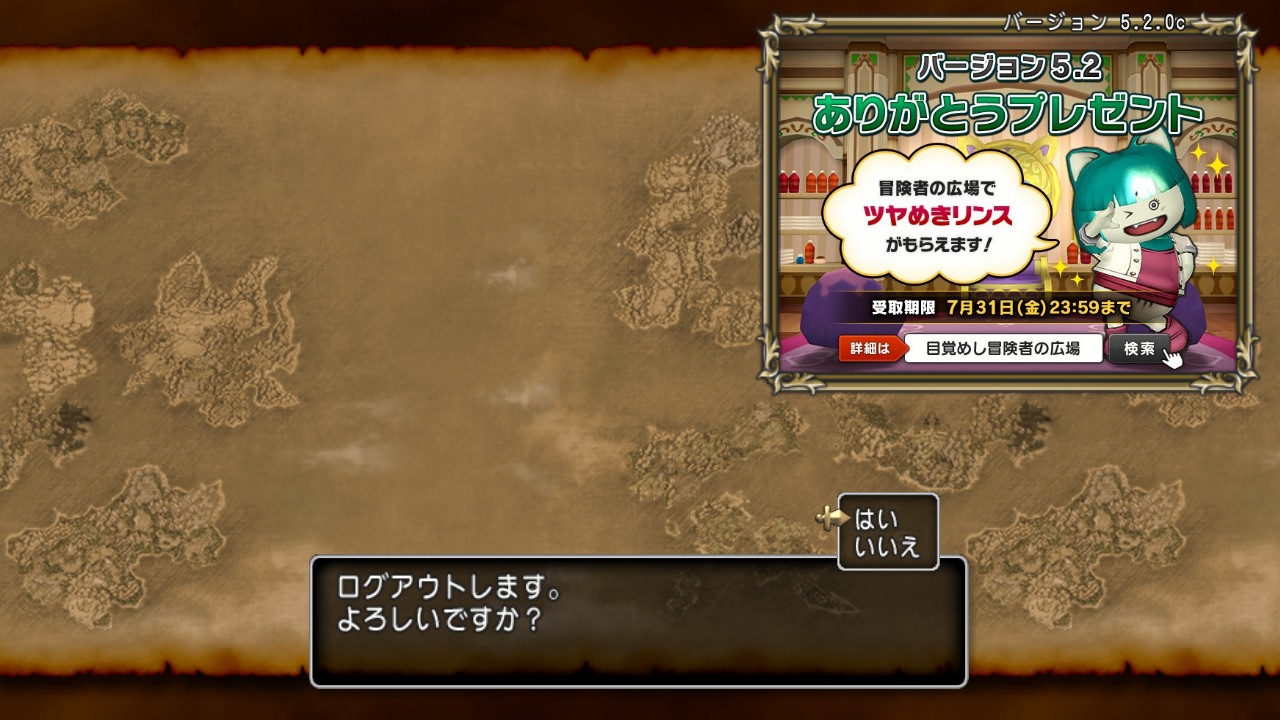 バージョン 5.2.0c
バージョン5.2
ありがとうプレゼント
冒険者の広場で
ツヤめきリンス
がもらえます!
受取期限 7月31日(金)23:59まで
詳細は 目覚めし冒険者の広場 検索
はい
いいえ
ログアウトします。
よろしいですか？